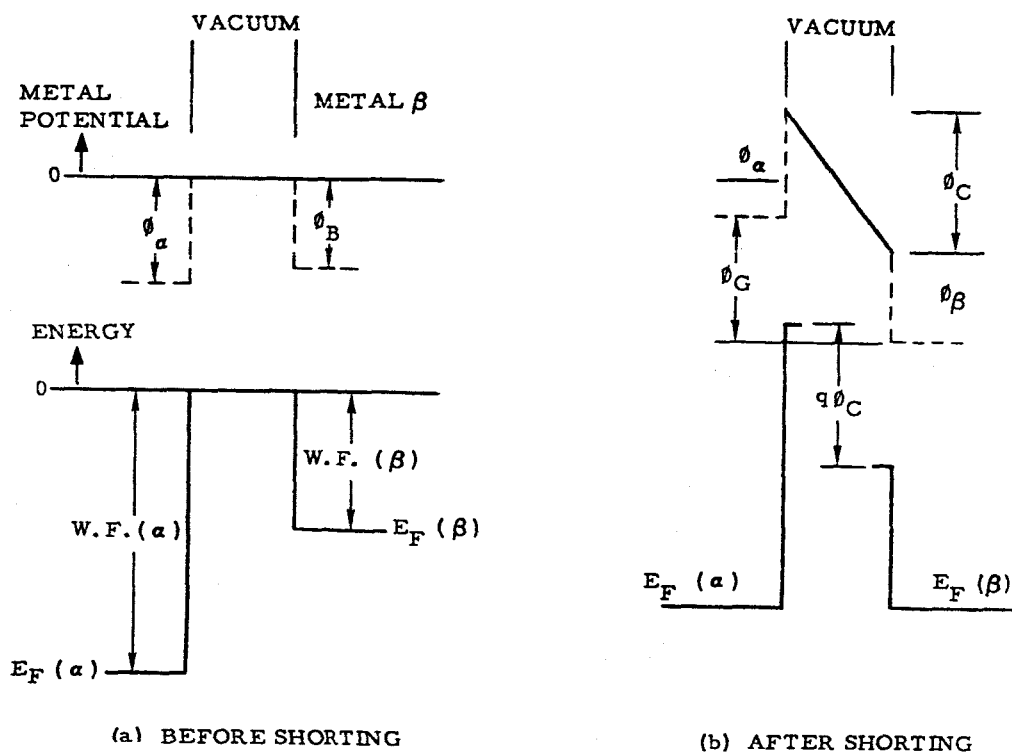 VACUUM
METAL
POTENTIAL
METAL β
0
ø_α
ø_B
ENERGY
0
W.F. (β)
W.F. (α)
E_F (β)
E_F (α)
(a) BEFORE SHORTING
VACUUM
ø_α
ø_C
ø_G
ø_β
qø_C
E_F (α)
E_F (β)
(b) AFTER SHORTING